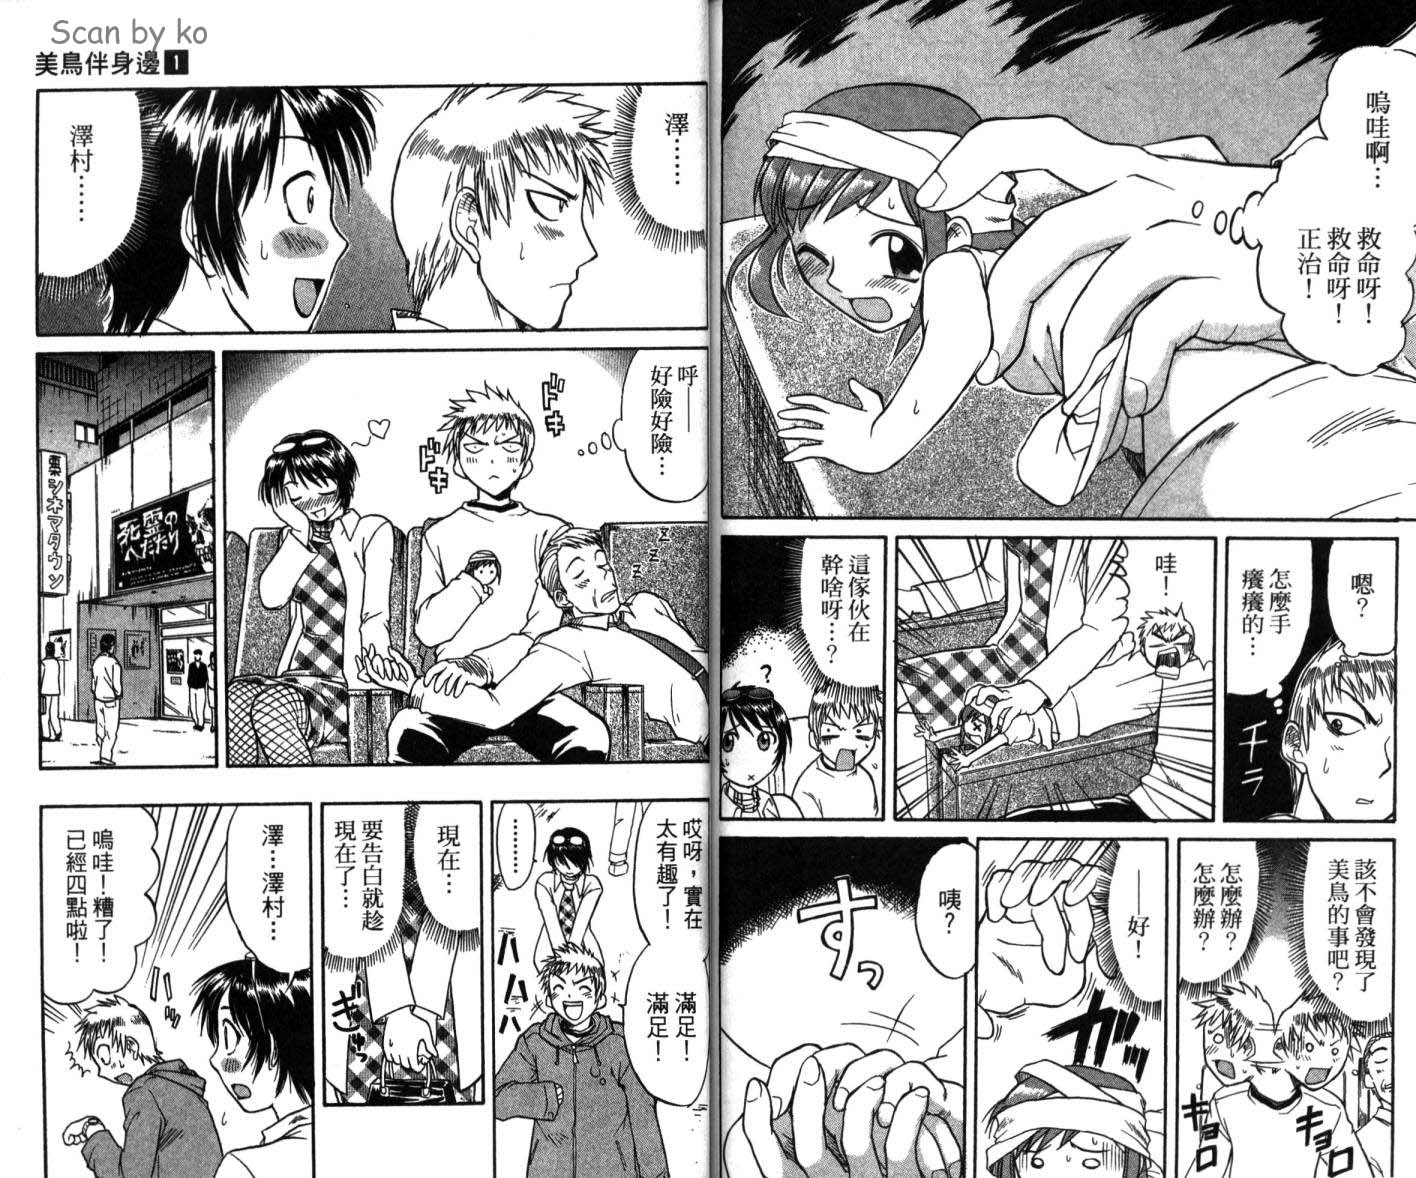 Scan by ko
美鳥伴身邊1
嗚哇啊…
救命呀！
救命呀！
正治！
嗯？
怎麼手
癢癢的…
チラ
哇！
這傢伙在
幹啥呀…？
？
該不會發現了
美鳥的事吧？
怎麼辦？
怎麼辦？
キョロ
キョロ
——好！
咦？
すっ
澤……
澤村……
呼——
好險好險…
ドキ
ドキ
z
z
z
栗シネマタウン
死霊の
へたたり
哎呀，實在
太有趣了！
滿足！
滿足！
ハハハハ
………
現在…
要告白就趁
現在了…
ぎゅっ
澤…澤村…
嗚哇！糟了！
已經四點啦！